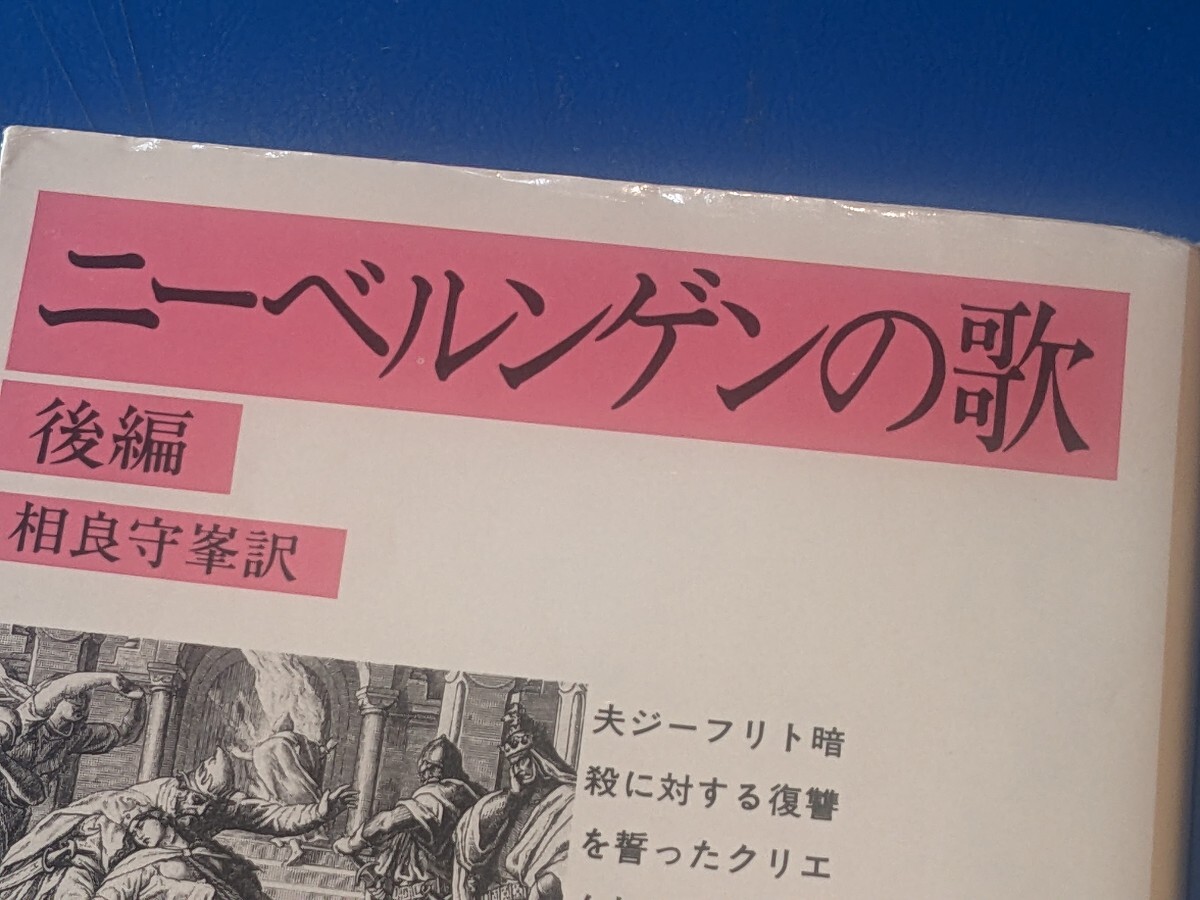 ニーベルンゲンの歌
後編
相良守峯訳
夫ジーフリト暗
殺に対する復讐
を誓ったクリエ